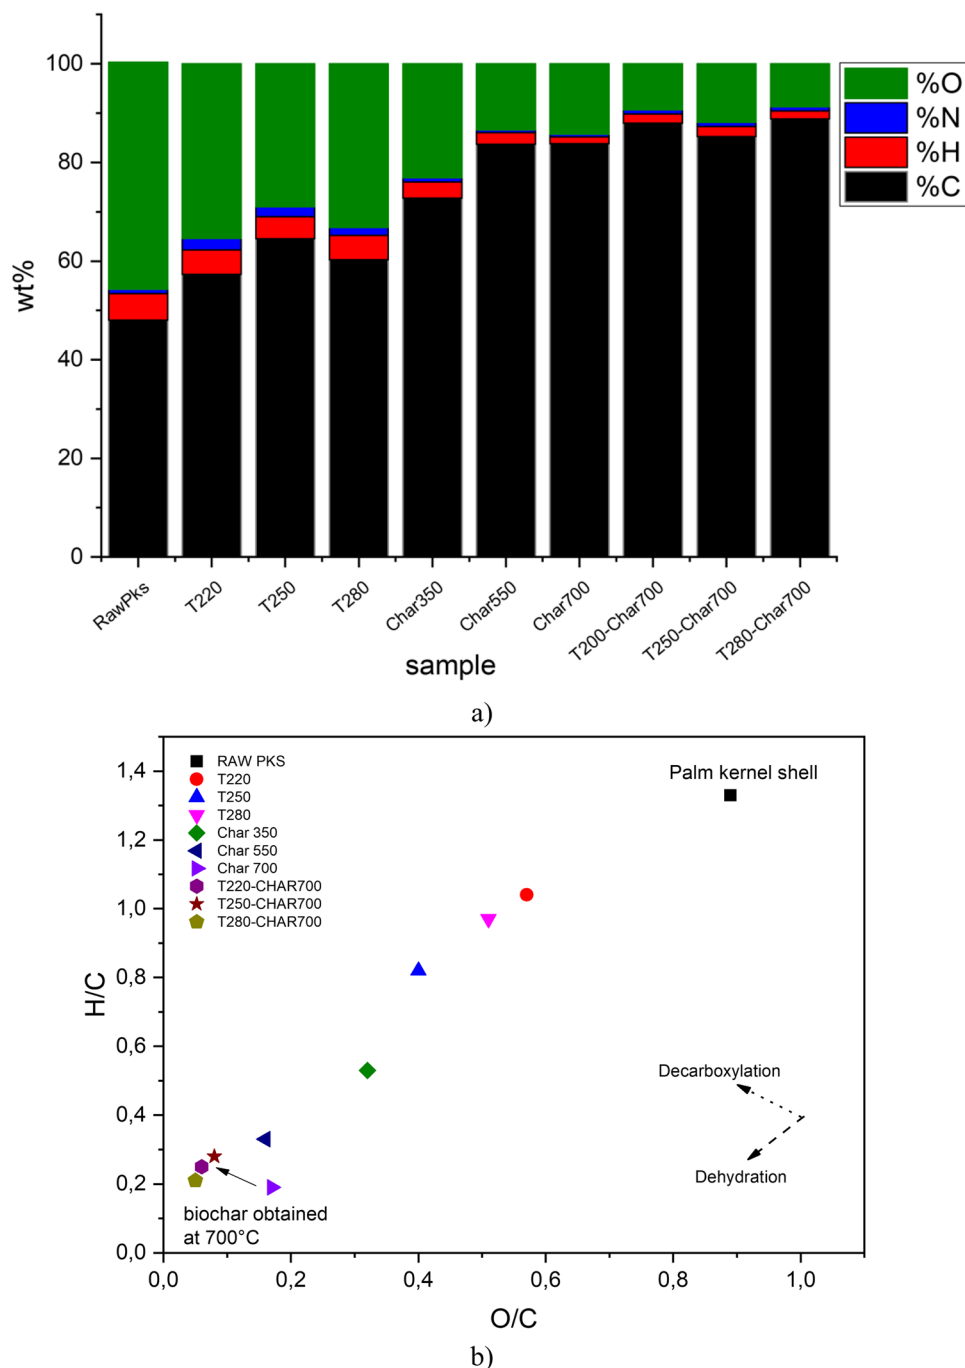 100
80
60
40
20
0
wt%
%O
%N
%H
%C
RawPks
T220
T250
T280
Char350
Char550
Char700
T200-Char700
T250-Char700
T280-Char700
sample
a)
RAW PKS
T220
T250
T280
Char 350
Char 550
Char 700
T220-CHAR700
T250-CHAR700
T280-CHAR700
Palm kernel shell
Decarboxylation
Dehydration
biochar obtained
at 700°C
1,4
1,2
1,0
0,8
0,6
0,4
0,2
0,0
H/C
0,0
0,2
0,4
0,6
0,8
1,0
O/C
b)